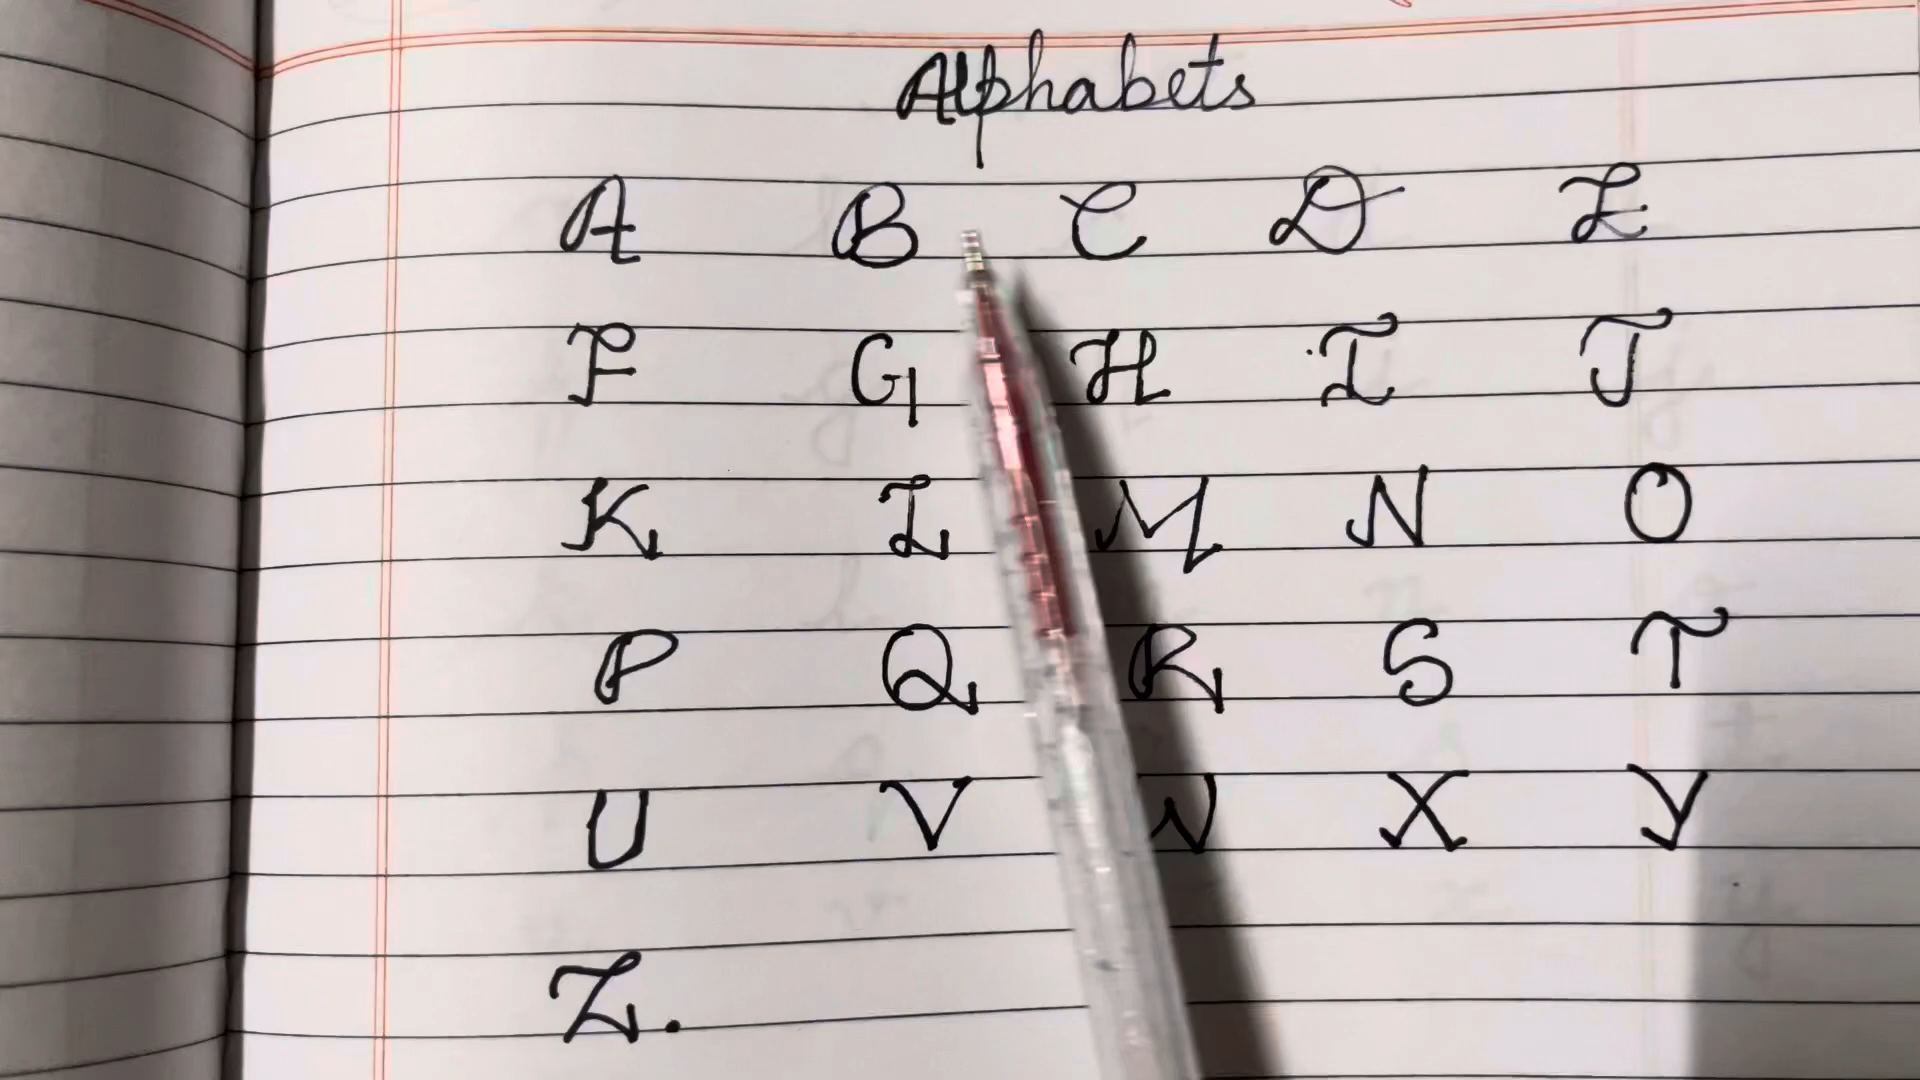 Alphabets
A B C D E
F G H I J
K L M N O
P Q R S T
U V W X Y
Z.